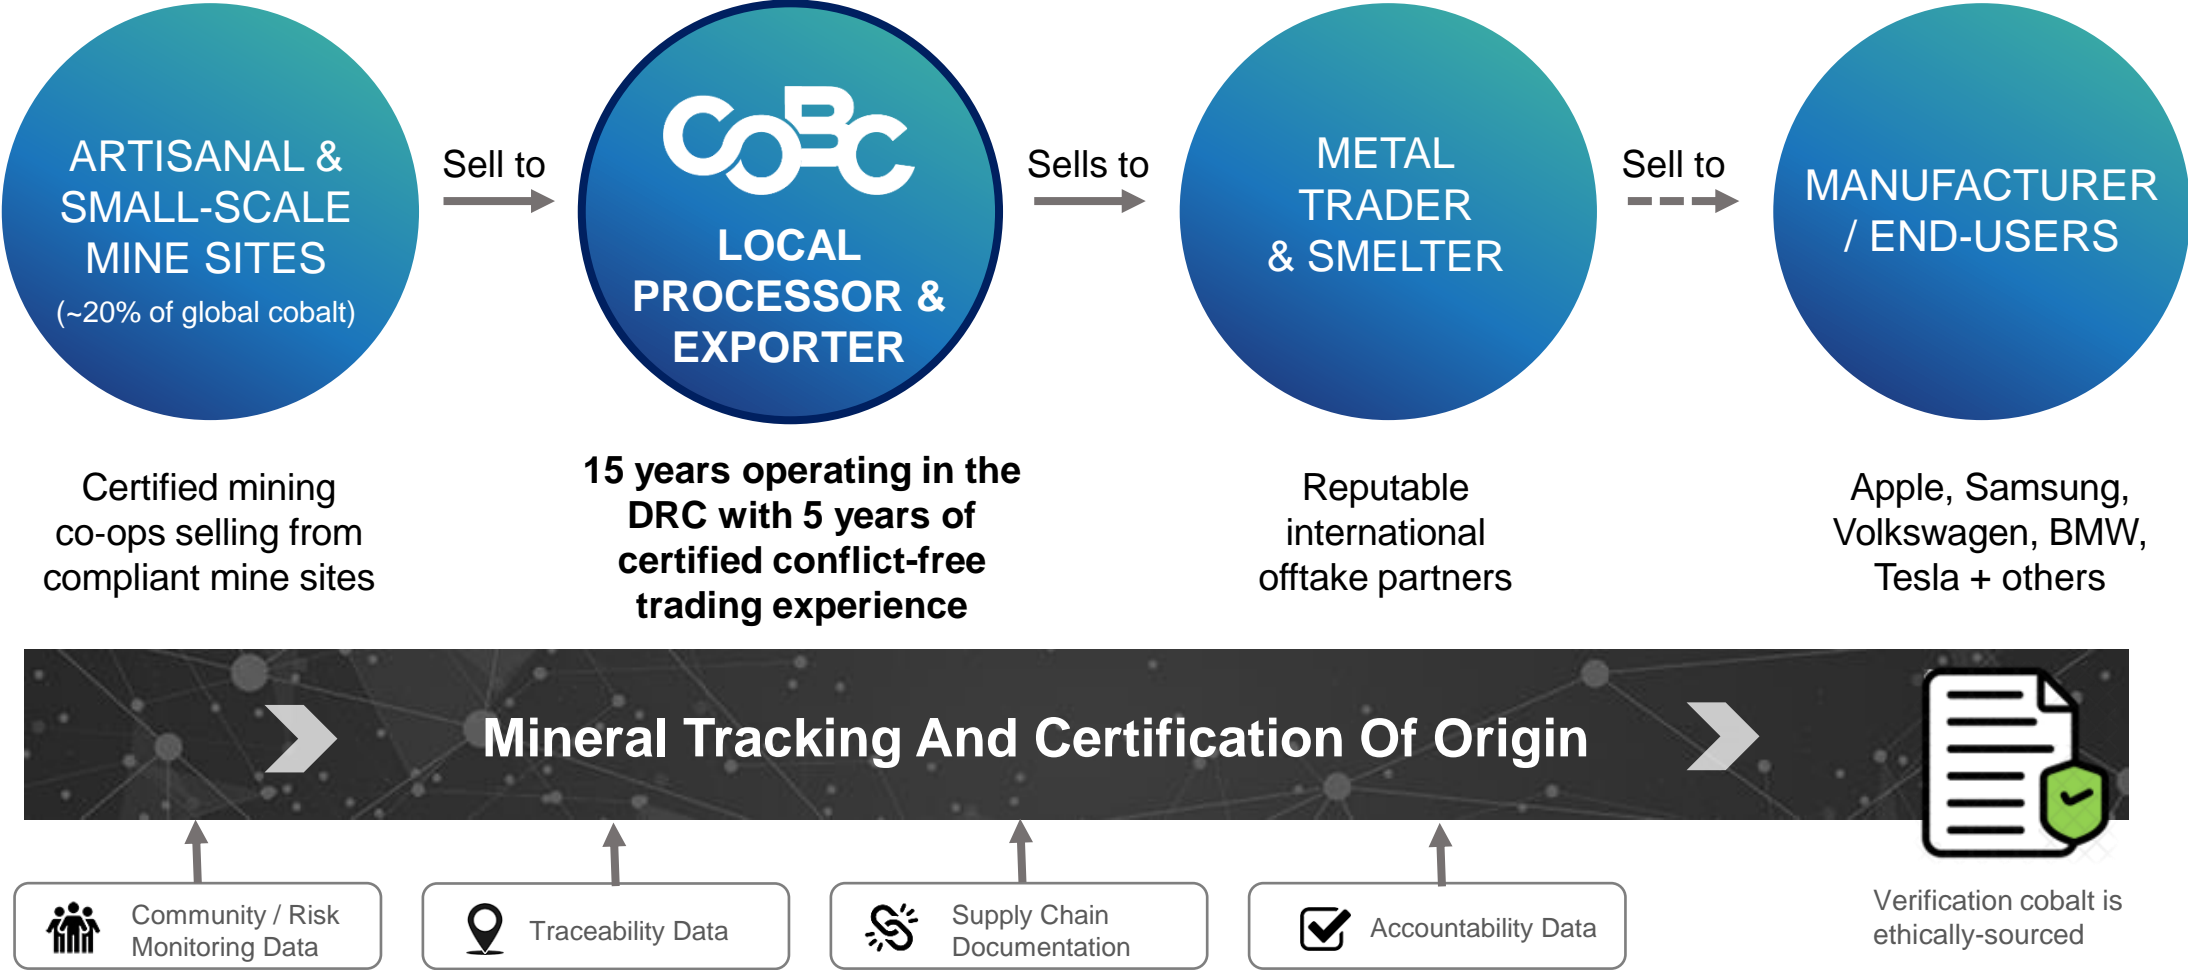 ARTISANAL &
SMALL-SCALE
MINE SITES
(~20% of global cobalt)
Sell to
COBC
LOCAL
PROCESSOR &
EXPORTER
Sells to
METAL
TRADER
& SMELTER
Sell to
MANUFACTURER
/ END-USERS
Certified mining
co-ops selling from
compliant mine sites
15 years operating in the
DRC with 5 years of
certified conflict-free
trading experience
Reputable
international
offtake partners
Apple, Samsung,
Volkswagen, BMW,
Tesla + others
Mineral Tracking And Certification Of Origin
Community / Risk
Monitoring Data
Traceability Data
Supply Chain
Documentation
Accountability Data
Verification cobalt is
ethically-sourced